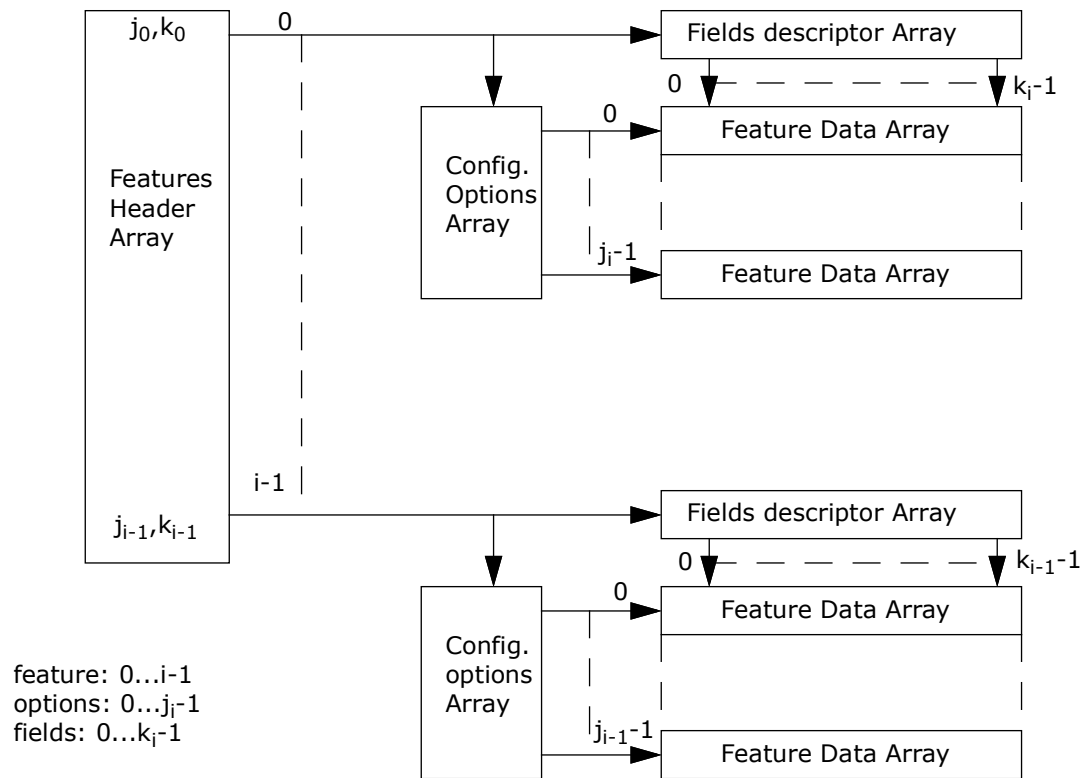 j₀,k₀
0
Fields descriptor Array
0
kᵢ-1
Features
Header
Array
Config.
Options
Array
0
Feature Data Array
jᵢ-1
Feature Data Array
i-1
jᵢ₋₁,kᵢ₋₁
Fields descriptor Array
0
kᵢ₋₁-1
Config.
options
Array
0
Feature Data Array
jᵢ₋₁-1
Feature Data Array
feature: 0...i-1
options: 0...jᵢ-1
fields: 0...kᵢ-1